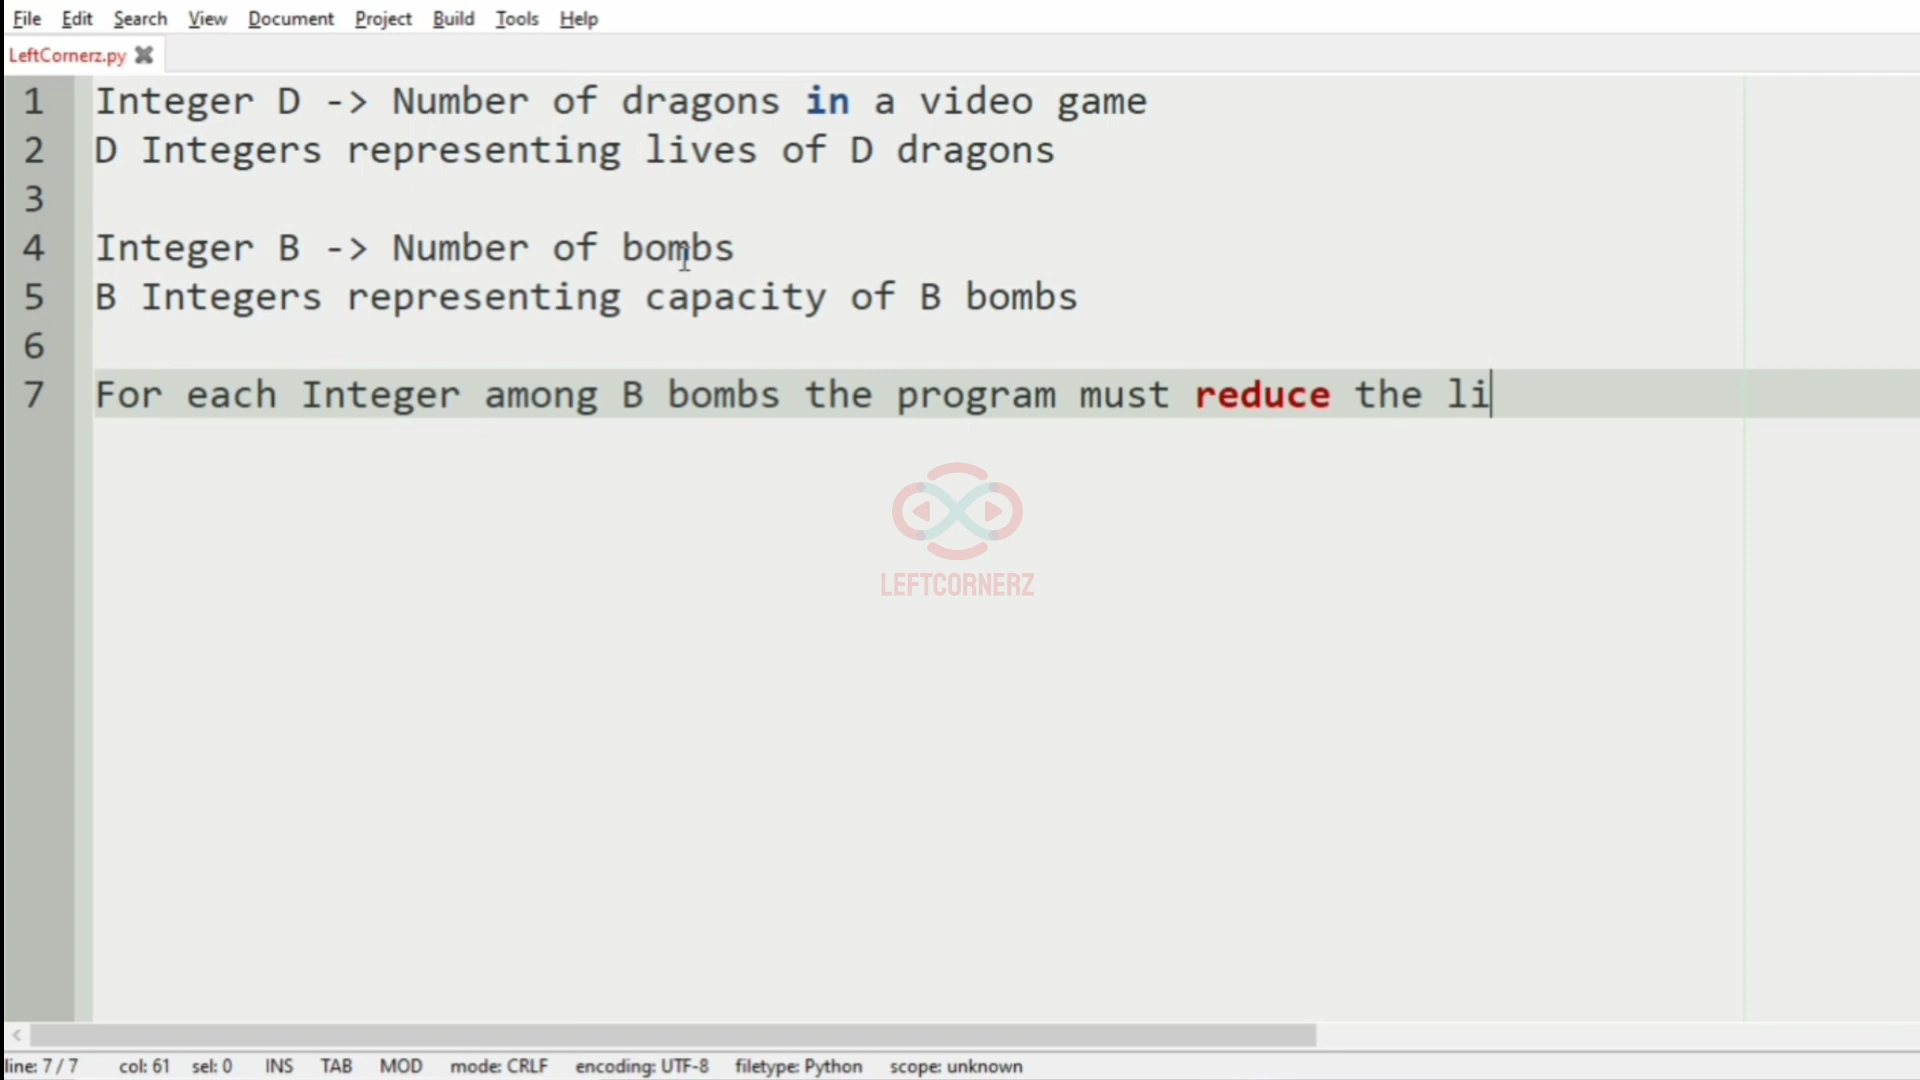 File Edit Search View Document Project Build Tools Help
LeftCornerz.py
1 Integer D -> Number of dragons in a video game
2 D Integers representing lives of D dragons
3
4 Integer B -> Number of bombs
5 B Integers representing capacity of B bombs
6
7 For each Integer among B bombs the program must reduce the li
LEFTCORNERZ
line: 7 / 7 col: 61 sel: 0 INS TAB MOD mode: CRLF encoding: UTF-8 filetype: Python scope: unknown